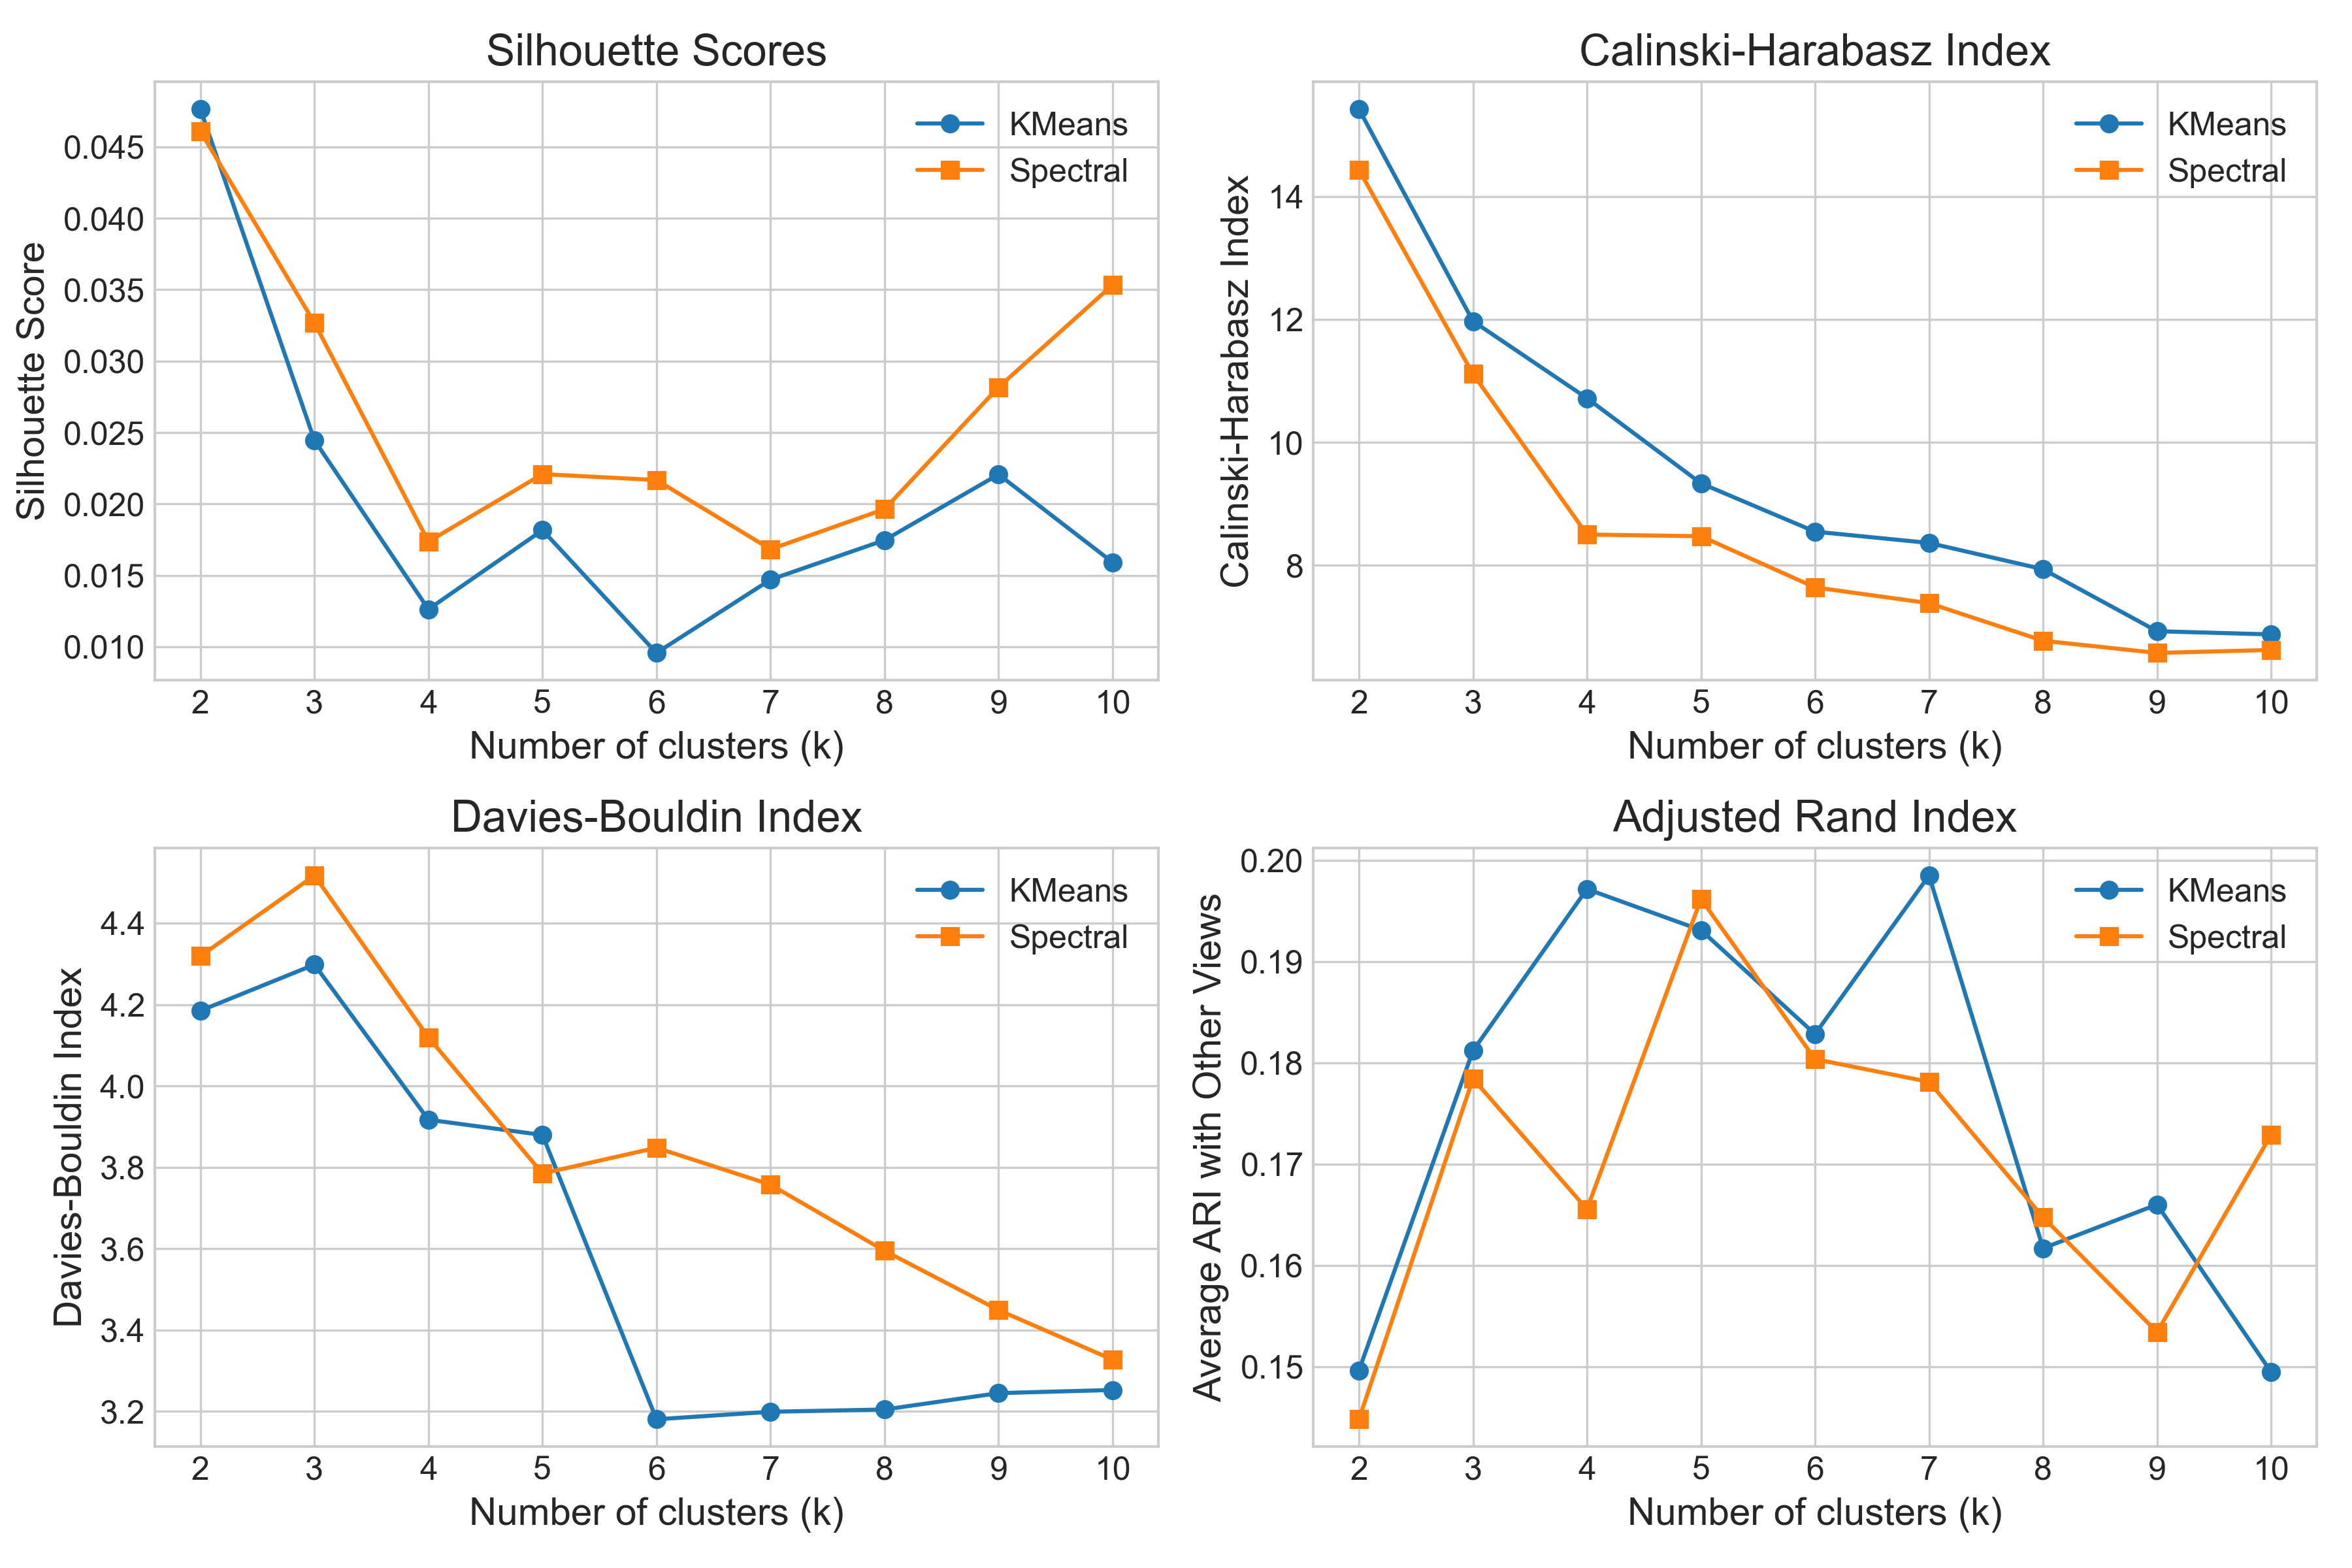 Silhouette Scores
Silhouette Score
0.045
0.040
0.035
0.030
0.025
0.020
0.015
0.010
KMeans
Spectral
2 3 4 5 6 7 8 9 10
Number of clusters (k)
Calinski-Harabasz Index
Calinski-Harabasz Index
14
12
10
8
KMeans
Spectral
2 3 4 5 6 7 8 9 10
Number of clusters (k)
Davies-Bouldin Index
Davies-Bouldin Index
4.4
4.2
4.0
3.8
3.6
3.4
3.2
KMeans
Spectral
2 3 4 5 6 7 8 9 10
Number of clusters (k)
Adjusted Rand Index
Average ARI with Other Views
0.20
0.19
0.18
0.17
0.16
0.15
KMeans
Spectral
2 3 4 5 6 7 8 9 10
Number of clusters (k)